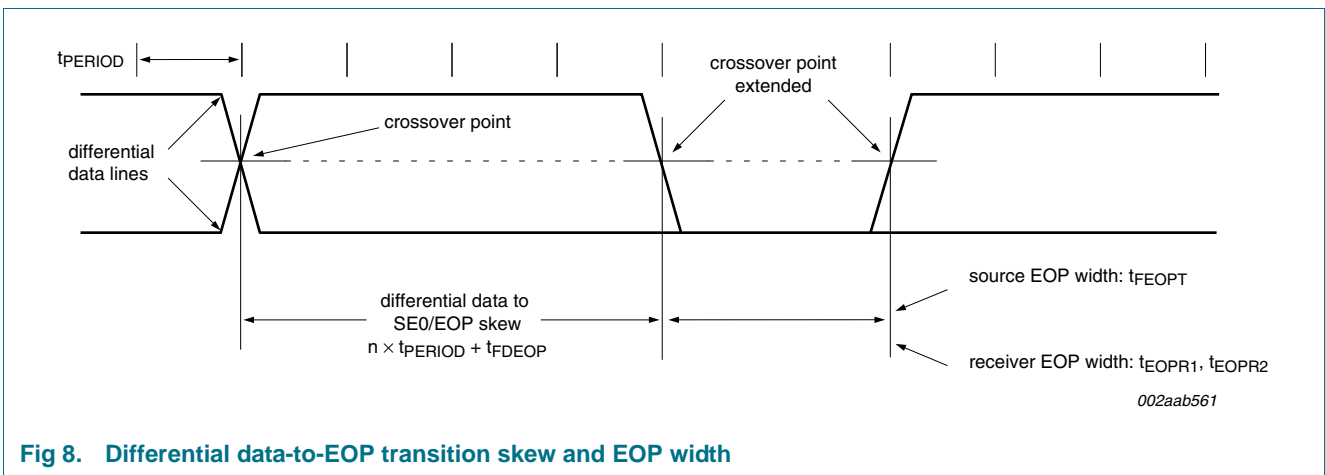 tPERIOD
crossover point
extended
crossover point
differential
data lines
differential data to
SE0/EOP skew
n × tPERIOD + tFDEOP
source EOP width: tFEOPT
receiver EOP width: tEOPR1, tEOPR2
002aab561
Fig 8. Differential data-to-EOP transition skew and EOP width